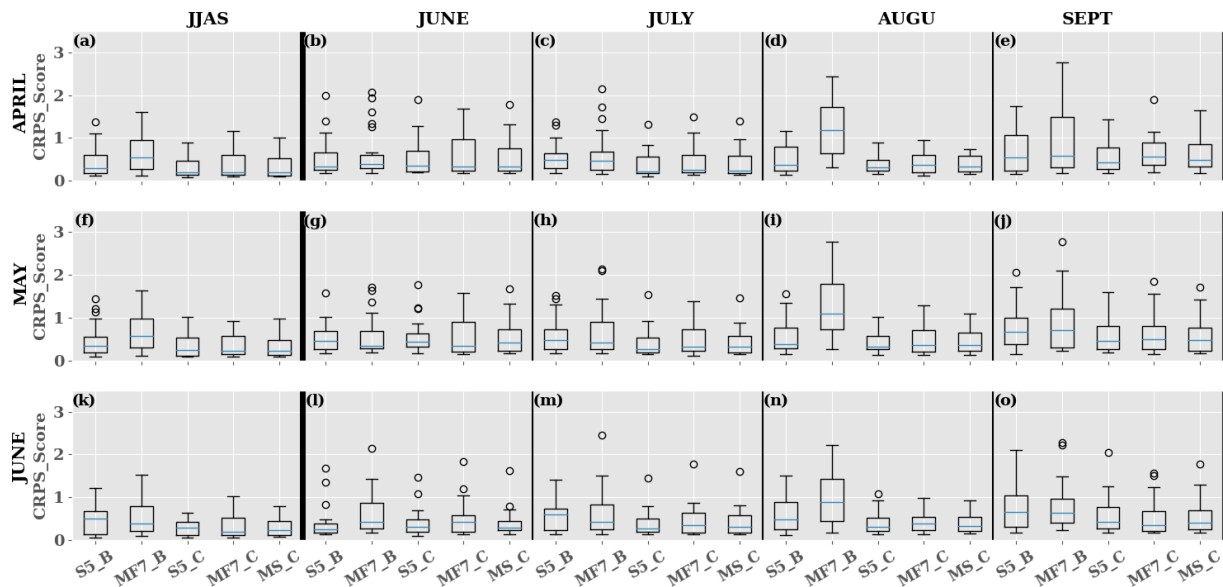 JJAS JUNE JULY AUGU SEPT
(a) (b) (c) (d) (e)
APRIL
CRPS_Score
3
2
1
0
(f) (g) (h) (i) (j)
MAY
CRPS_Score
3
2
1
0
(k) (l) (m) (n) (o)
JUNE
CRPS_Score
3
2
1
0
S5_B MF7_B S5_C MF7_C MS_C S5_B MF7_B S5_C MF7_C MS_C S5_B MF7_B S5_C MF7_C MS_C S5_B MF7_B S5_C MF7_C MS_C S5_B MF7_B S5_C MF7_C MS_C